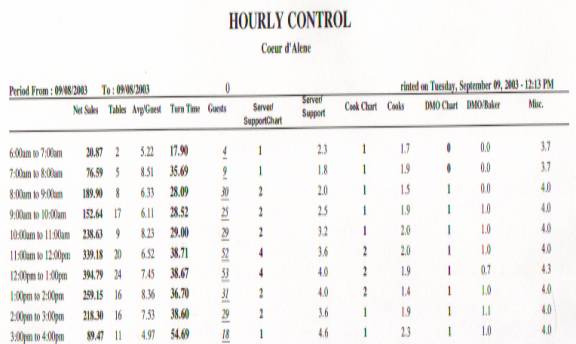 HOURLY CONTROL
Coeur d'Alene
Period From : 09/08/2003 To : 09/08/2003 0 rinted on Tuesday, September 09, 2003 - 12:13 PM
Net Sales Tables Avg/Guest Turn Time Guests Server/ SupportChart Server/ Support Cook Chart Cooks DMO Chart DMO/Baker Misc.
6:00am to 7:00am 20.87 2 5.22 17.90 4 1 2.3 1 1.7 0 0.0 3.7
7:00am to 8:00am 76.59 5 8.51 35.69 9 1 1.8 1 1.9 0 0.0 3.7
8:00am to 9:00am 189.90 8 6.33 28.09 30 2 2.0 1 1.5 1 0.0 4.0
9:00am to 10:00am 152.64 17 6.11 28.52 25 2 2.5 1 1.9 1 1.0 4.0
10:00am to 11:00am 238.63 9 8.23 29.00 29 2 3.2 1 2.0 1 1.0 4.0
11:00am to 12:00pm 339.18 20 6.52 38.71 52 4 3.6 2 2.0 1 1.0 4.0
12:00pm to 1:00pm 394.79 24 7.45 38.67 53 4 4.0 2 1.9 1 0.7 4.3
1:00pm to 2:00pm 259.15 16 8.36 36.70 31 2 4.0 2 1.4 1 1.0 4.0
2:00pm to 3:00pm 218.30 16 7.53 38.60 29 2 3.6 1 1.9 1 1.1 4.0
3:00pm to 4:00pm 89.47 11 4.97 54.69 18 1 4.6 1 2.3 1 1.0 4.0